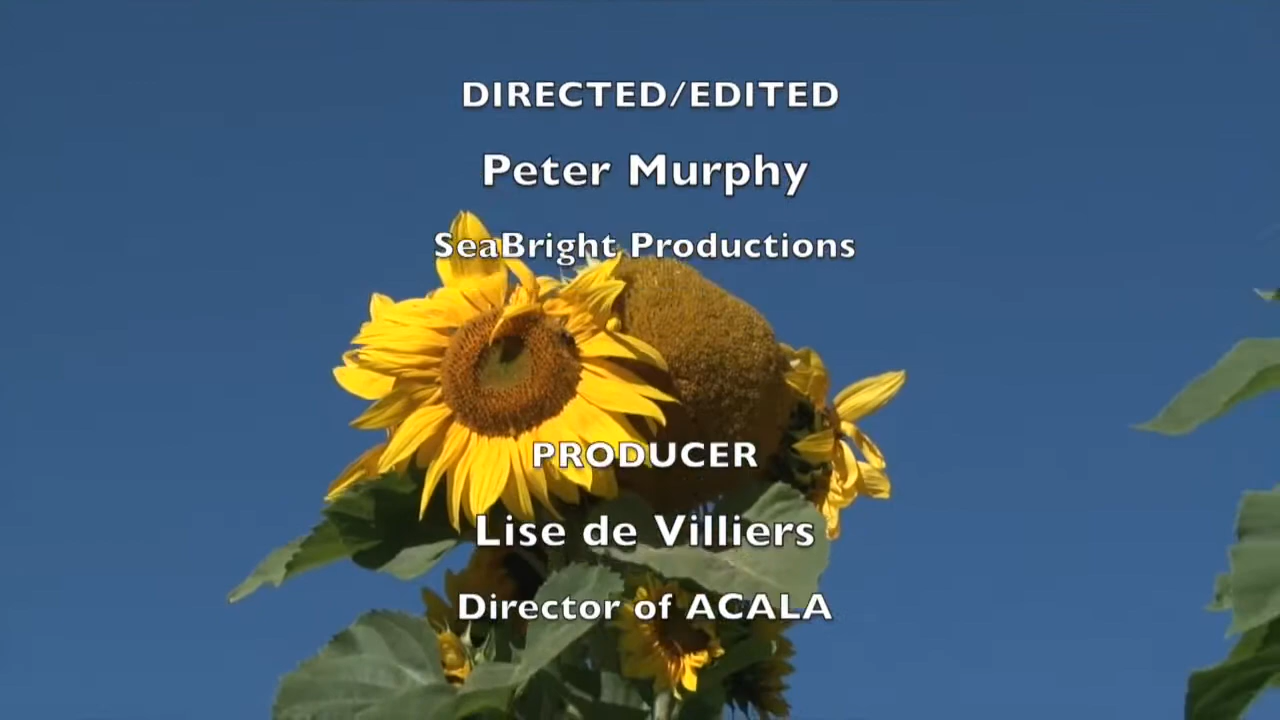 DIRECTED/EDITED
Peter Murphy
SeaBright Productions
PRODUCER
Lise de Villiers
Director of ACALA